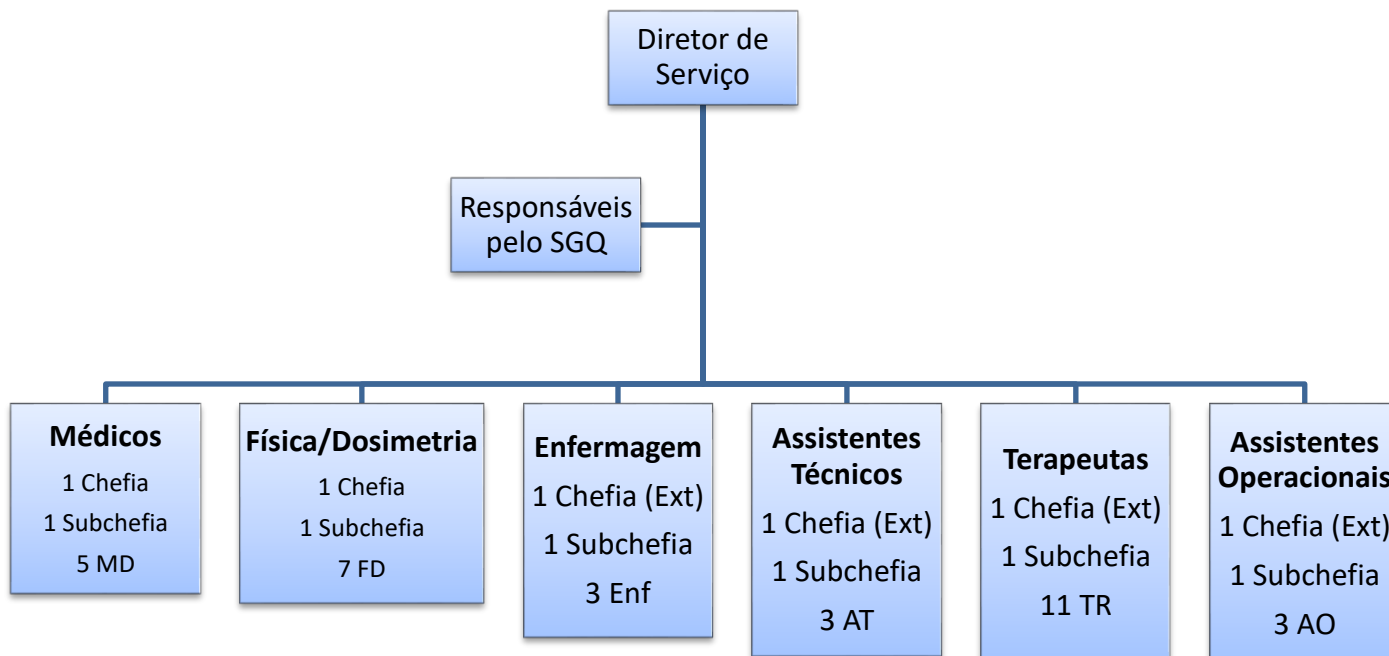 Diretor de
Serviço
Responsáveis
pelo SGQ
Médicos
1 Chefia
1 Subchefia
5 MD
Física/Dosimetria
1 Chefia
1 Subchefia
7 FD
Enfermagem
1 Chefia (Ext)
1 Subchefia
3 Enf
Assistentes
Técnicos
1 Chefia (Ext)
1 Subchefia
3 AT
Terapeutas
1 Chefia (Ext)
1 Subchefia
11 TR
Assistentes
Operacionais
1 Chefia (Ext)
1 Subchefia
3 AO